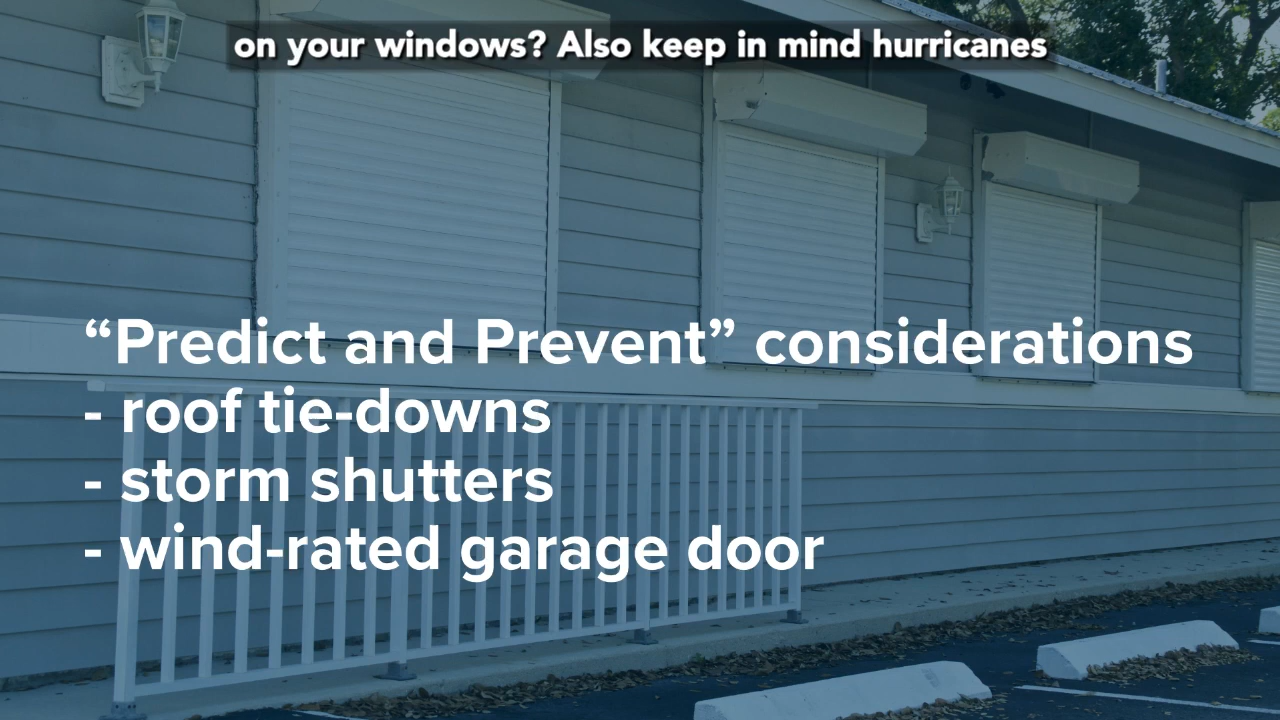 on your windows? Also keep in mind hurricanes
“Predict and Prevent” considerations
- roof tie-downs
- storm shutters
- wind-rated garage door